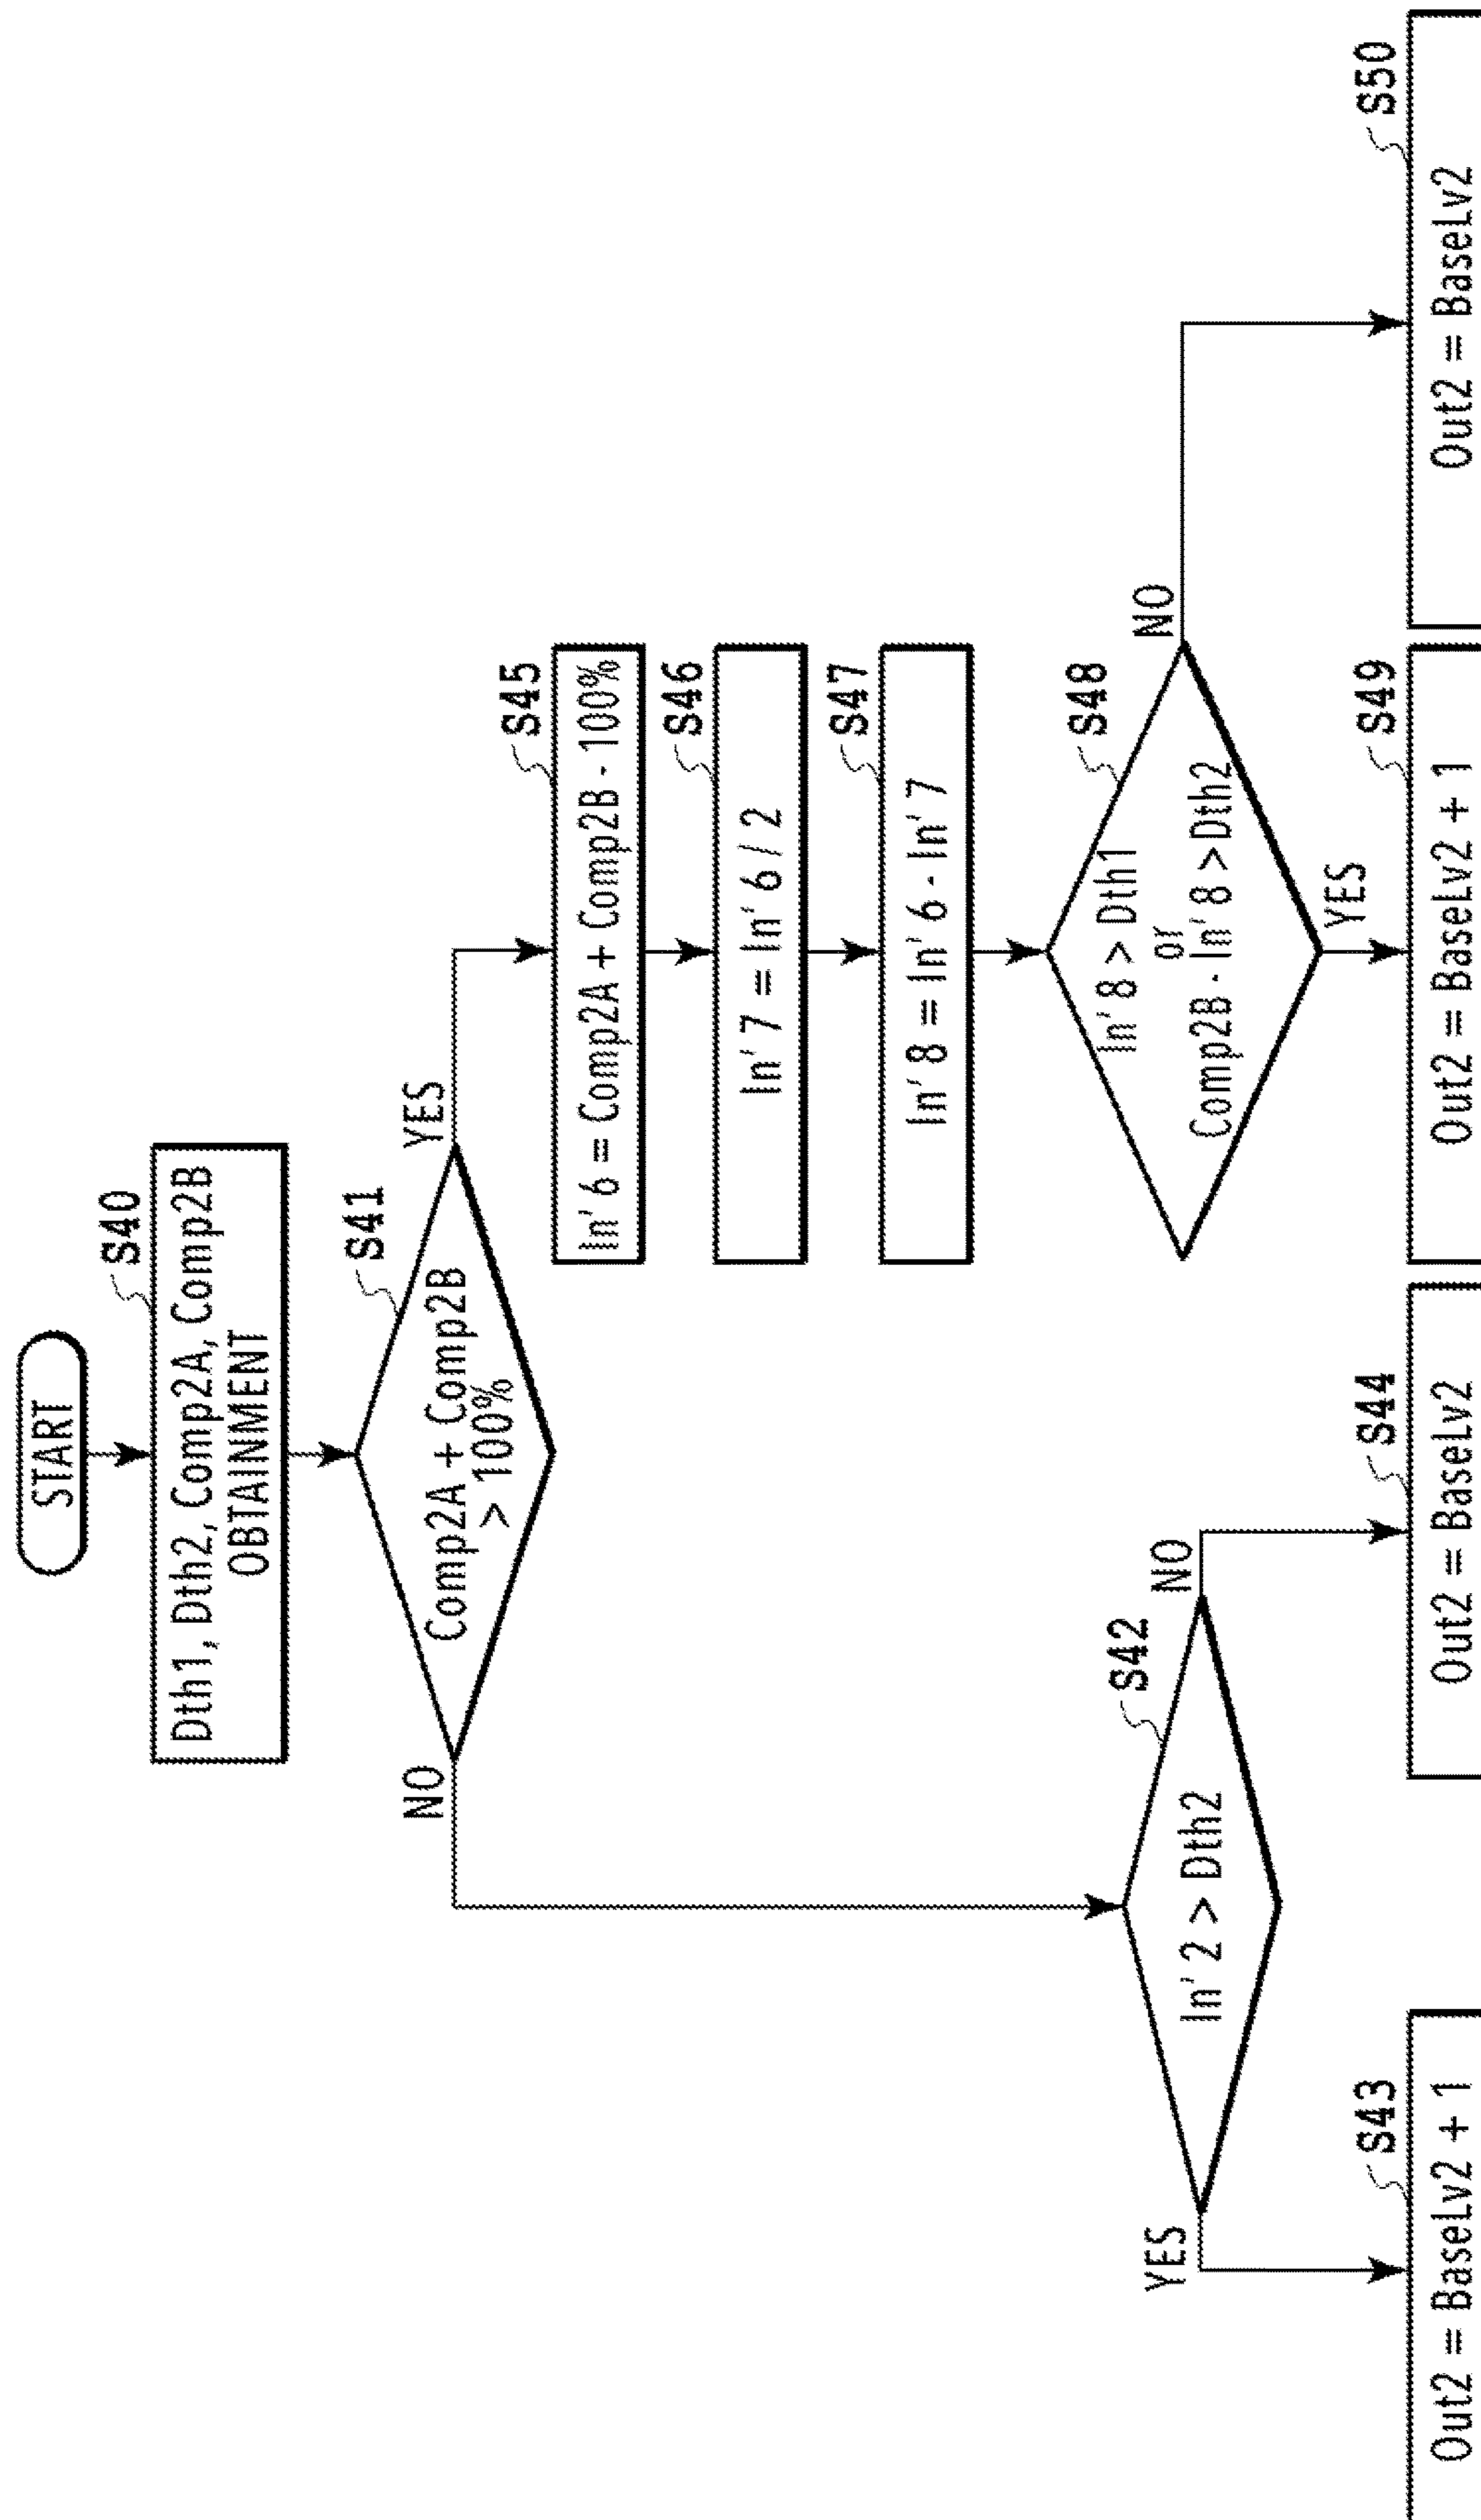 START
S40
Dth1, Dth2, Comp2A, Comp2B
OBTAINMENT
S41
Comp2A + Comp2B
> 100%
NO
YES
S45
In' 6 = Comp2A + Comp2B - 100%
S46
In' 7 = In' 6 / 2
S47
In' 8 = In' 6 - In' 7
S42
In' 2 > Dth2
YES
NO
S48
In' 8 > Dth1
or
Comp2B - In' 8 > Dth2
NO
YES
S43
Out2 = BaseLv2 + 1
S44
Out2 = BaseLv2
S49
Out2 = BaseLv2 + 1
S50
Out2 = BaseLv2